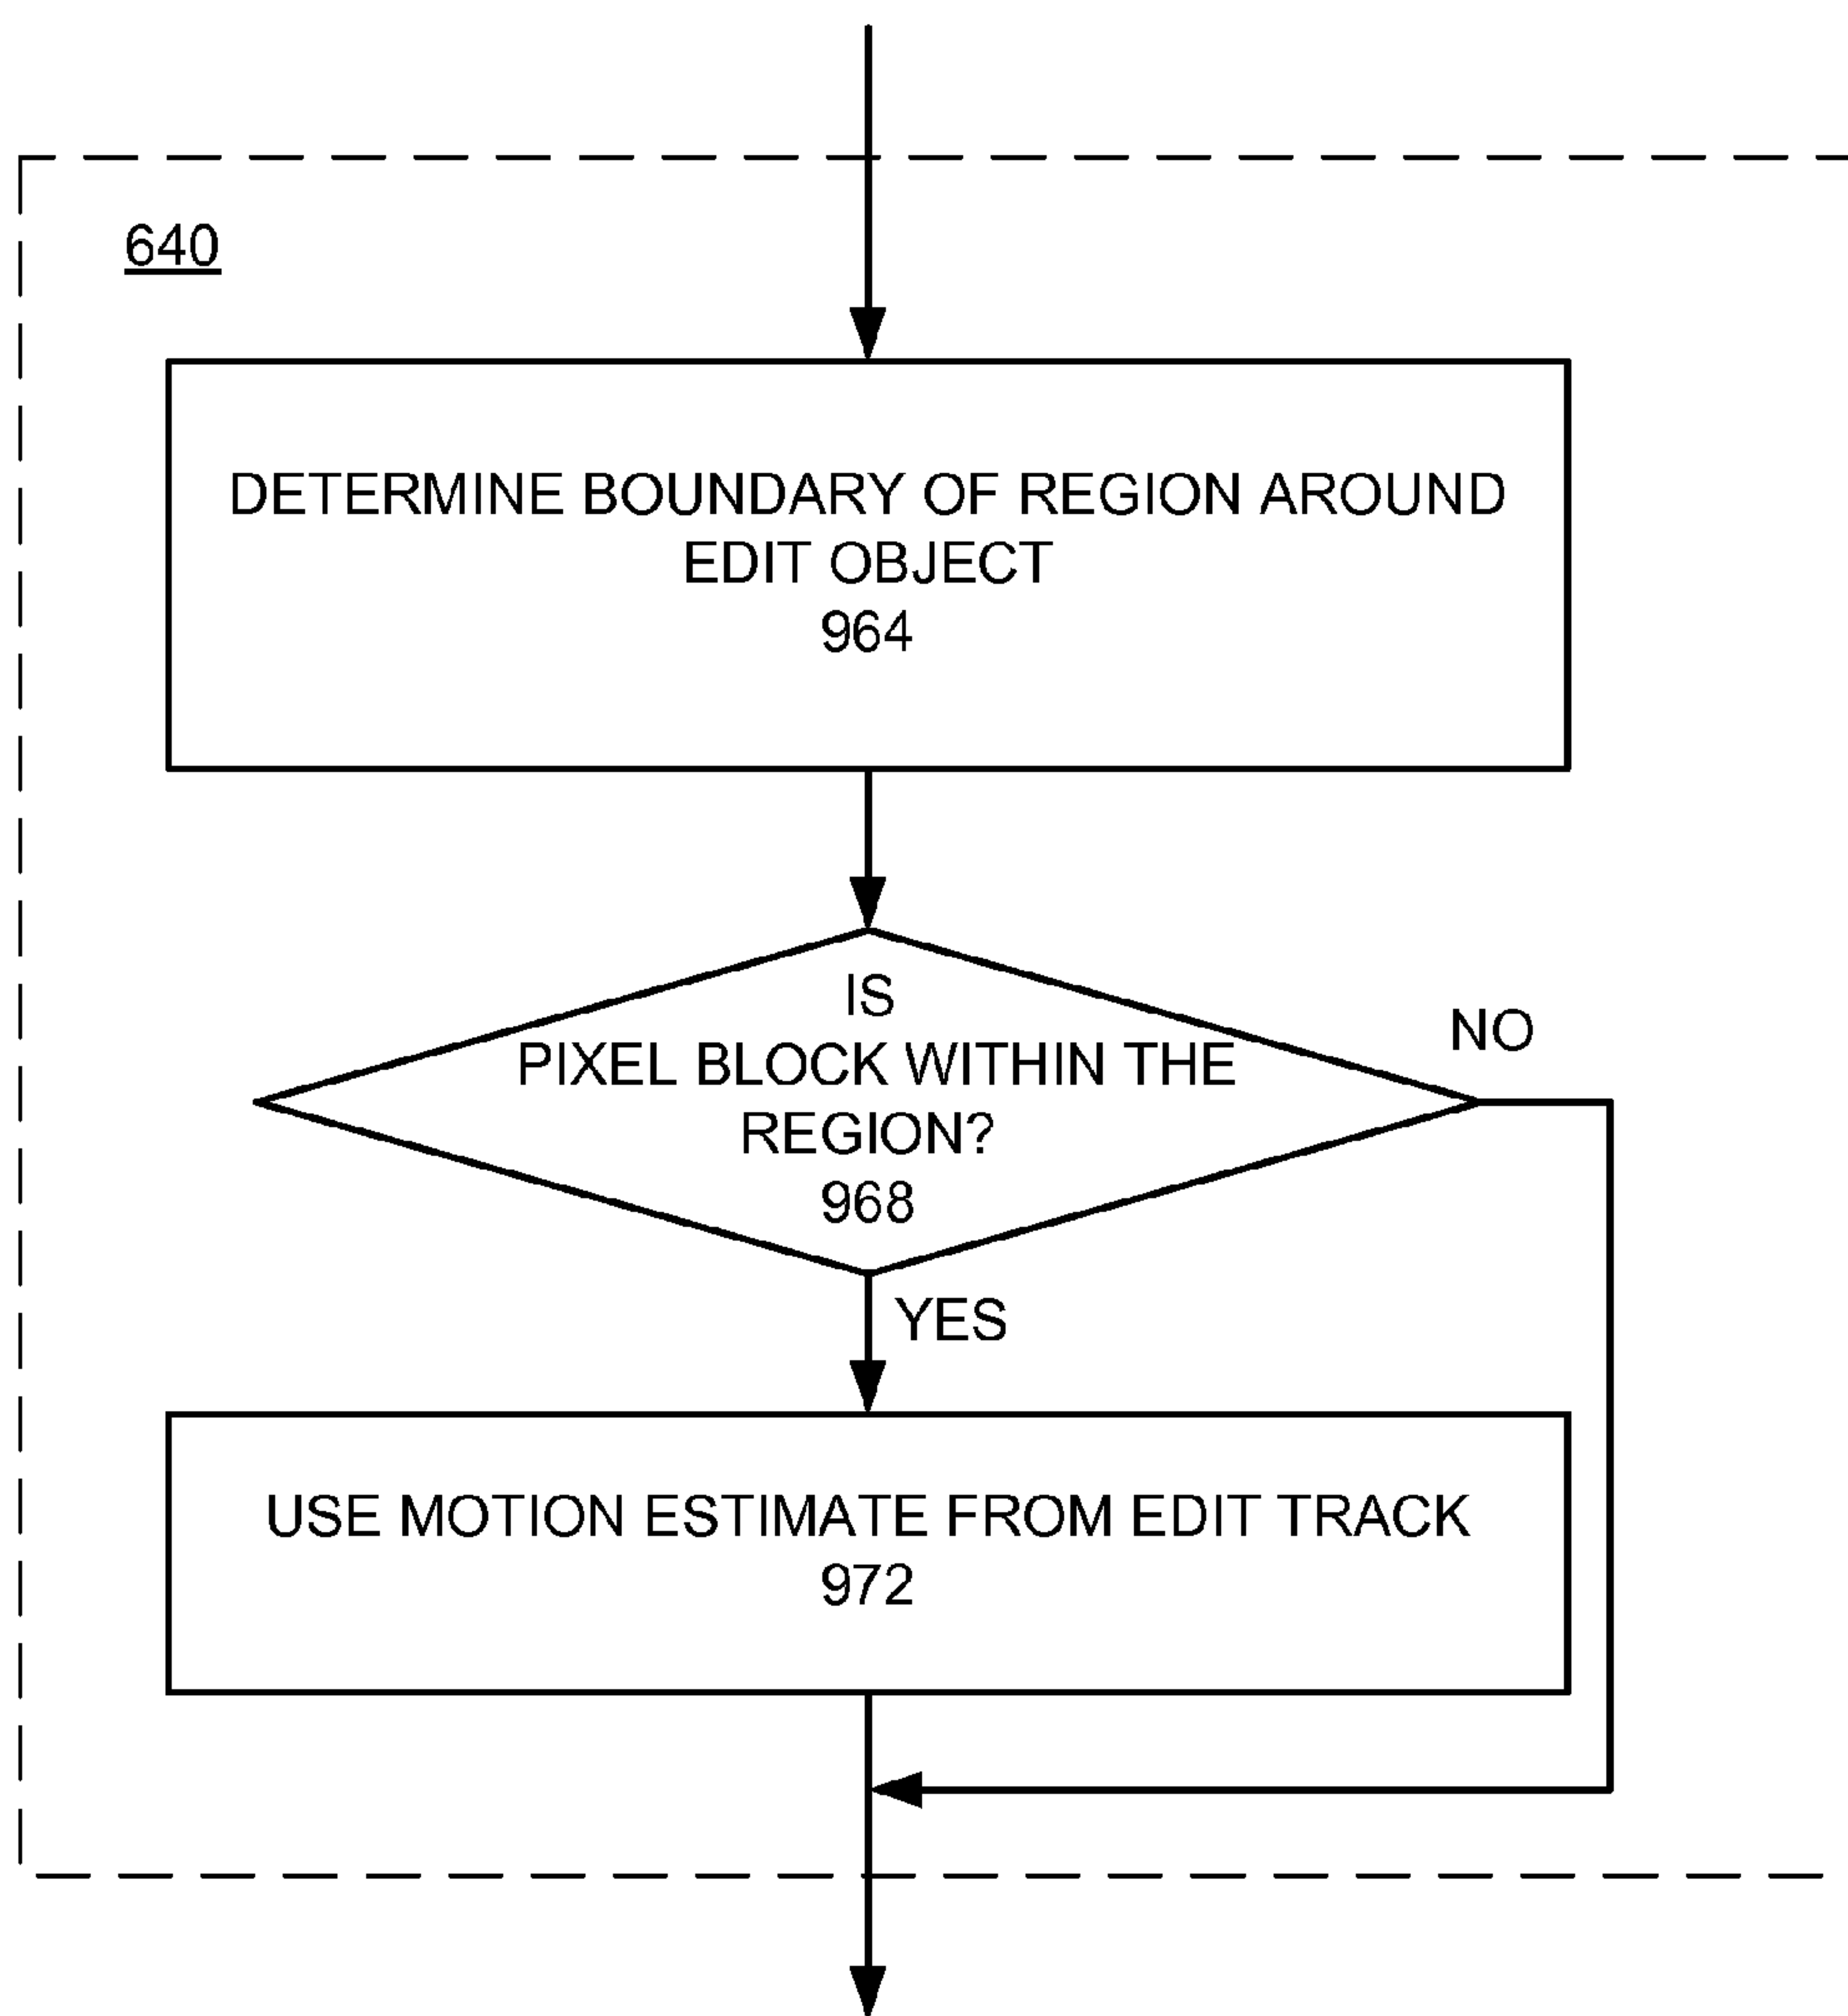 640
DETERMINE BOUNDARY OF REGION AROUND
EDIT OBJECT
964
IS
PIXEL BLOCK WITHIN THE
REGION?
968
NO
YES
USE MOTION ESTIMATE FROM EDIT TRACK
972